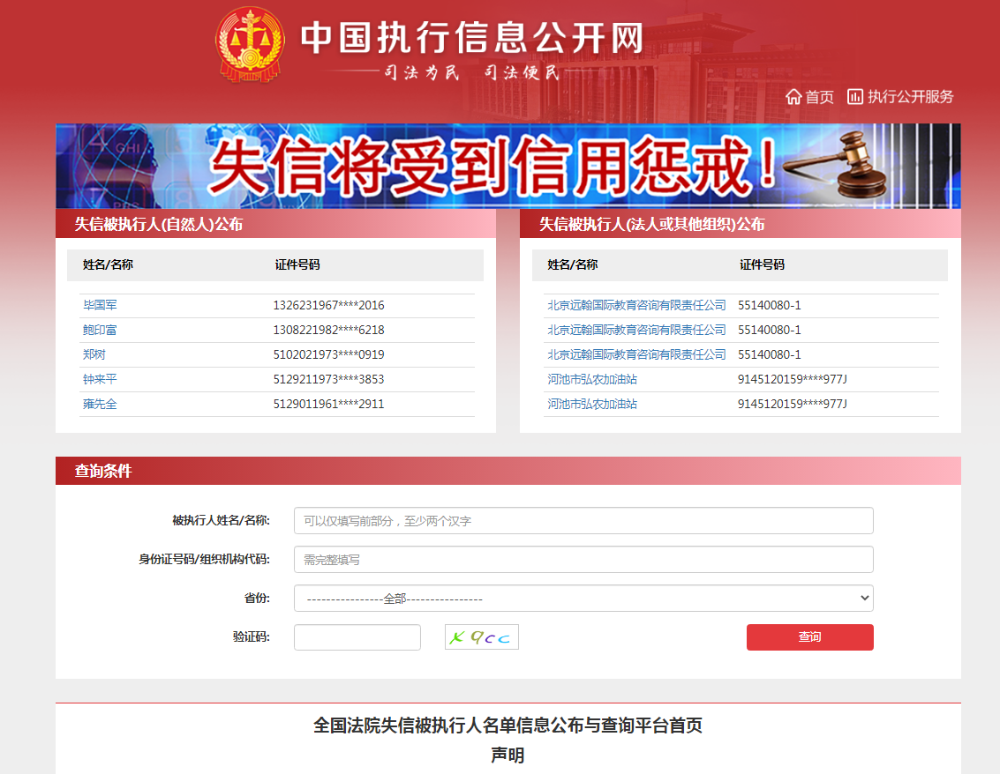 中国执行信息公开网
司法为民 司法便民
首页 执行公开服务
失信将受到信用惩戒！
失信被执行人(自然人)公布
姓名/名称 证件号码
毕国军 1326231967****2016
鲍印富 1308221982****6218
郑树 5102021973****0919
钟来平 5129211973****3853
雍先全 5129011961****2911
失信被执行人(法人或其他组织)公布
姓名/名称 证件号码
北京远翰国际教育咨询有限责任公司 55140080-1
北京远翰国际教育咨询有限责任公司 55140080-1
北京远翰国际教育咨询有限责任公司 55140080-1
河池市弘农加油站 9145120159****977J
河池市弘农加油站 9145120159****977J
查询条件
被执行人姓名/名称: 可以仅填写前部分，至少两个汉字
身份证号码/组织机构代码: 需完整填写
省份: ----------------全部----------------
验证码: K9cc 查询
全国法院失信被执行人名单信息公布与查询平台首页
声明